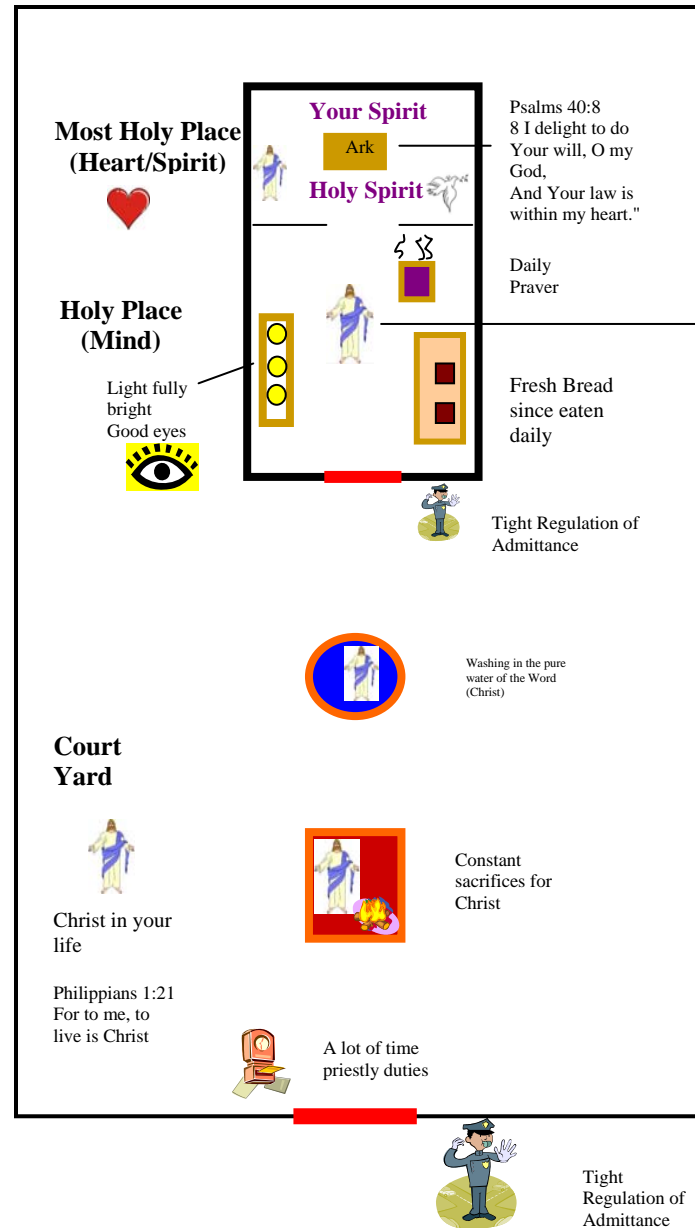 Your Spirit
Most Holy Place
(Heart/Spirit)
Ark
Holy Spirit
Psalms 40:8
8 I delight to do
Your will, O my
God,
And Your law is
within my heart."
Daily
Praver
Holy Place
(Mind)
Light fully
bright
Good eyes
Fresh Bread
since eaten
daily
Tight Regulation of
Admittance
Washing in the pure
water of the Word
(Christ)
Court
Yard
Constant
sacrifices for
Christ
Christ in your
life
Philippians 1:21
For to me, to
live is Christ
A lot of time
priestly duties
Tight
Regulation of
Admittance